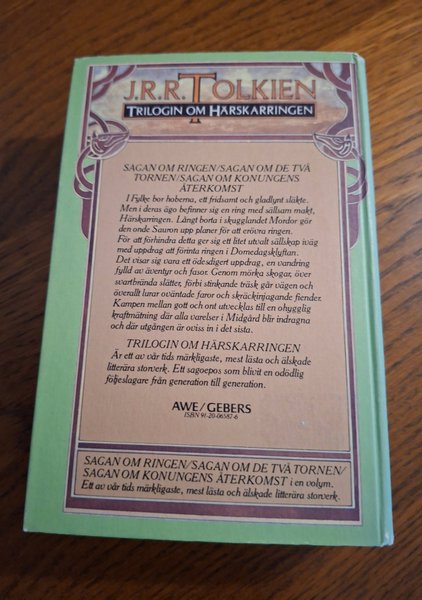 J.R.R. TOLKIEN
TRILOGIN OM HÄRSKARRINGEN
SAGAN OM RINGEN/SAGAN OM DE TVÅ
TORNEN/SAGAN OM KONUNGENS
ÅTERKOMST
I Fylke bor hoberna, ett fridsamt och gladlynt släkte.
Men i deras ägo befinner sig en ring med sällsam makt,
Härskarringen. Långt borta i skugglandet Mordor gör
den onde Sauron upp planer för att erövra ringen.
För att förhindra detta ger sig ett litet utvalt sällskap iväg
med uppdrag att förinta ringen i Domedagsklyftan.
Det visar sig vara ett ödesdigert uppdrag, en vandring
fylld av äventyr och fasor. Genom mörka skogar, över
svartbrända slätter, förbi stinkande träsk går vägen och
överallt lurar oväntade faror och skräckinjagande fiender.
Kampen mellan gott och ont utvecklas till en ohygglig
kraftmätning där alla varelser i Midgård blir indragna
och där utgången är oviss in i det sista.
TRILOGIN OM HÄRSKARRINGEN
Är ett av vår tids märkligaste, mest lästa och älskade
litterära storverk. Ett sagoepos som blivit en odödlig
följeslagare från generation till generation.
AWE/GEBERS
ISBN 91-20-06587-6
SAGAN OM RINGEN/SAGAN OM DE TVÅ TORNEN/
SAGAN OM KONUNGENS ÅTERKOMST i en volym.
Ett av vår tids märkligaste, mest lästa och älskade litterära storverk.